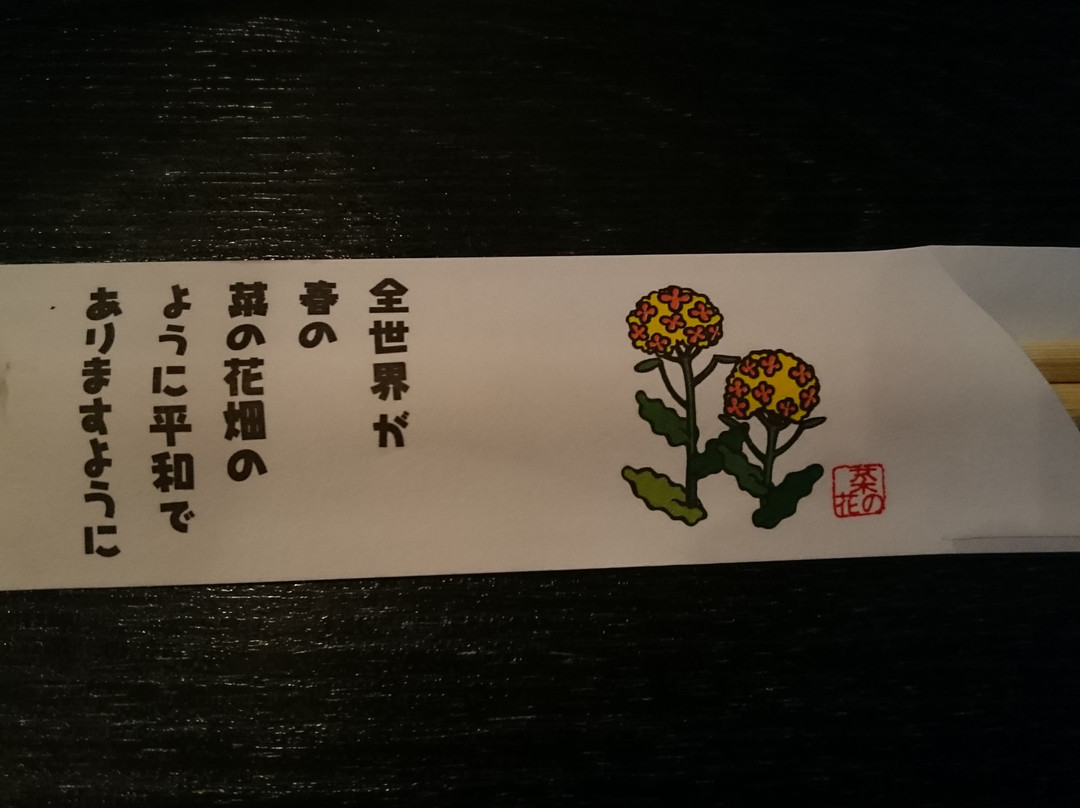 全世界が
春の
菜の花畑の
ように平和で
ありますように
菜の
花